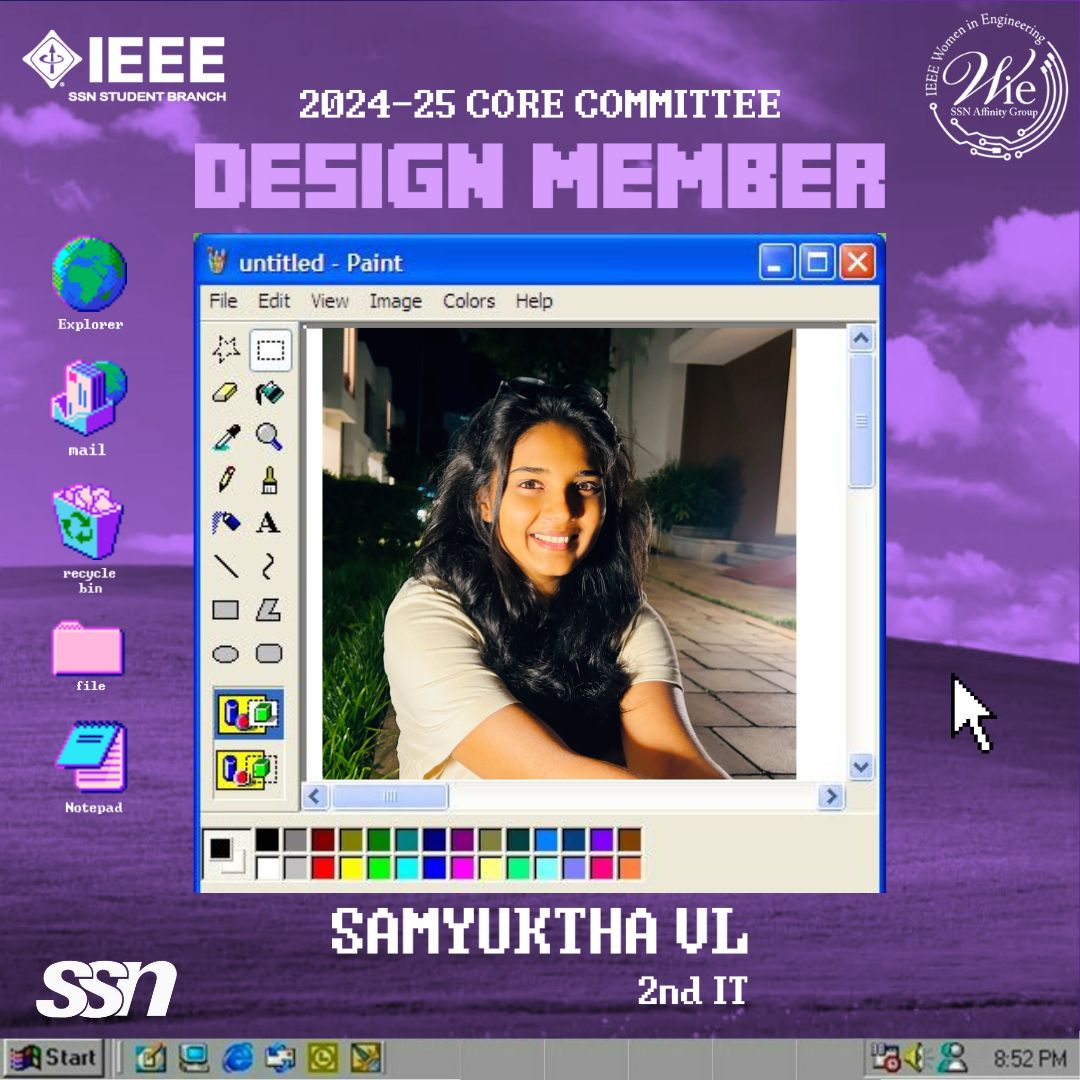 IEEE
SSN STUDENT BRANCH
IEEE Women in Engineering
WiE
SSN Affinity Group
2024-25 CORE COMMITTEE
DESIGN MEMBER
untitled - Paint
File Edit View Image Colors Help
A
Explorer
mail
recycle
bin
file
Notepad
SAMYUKTHA VL
2nd IT
ssn
Start
8:52 PM